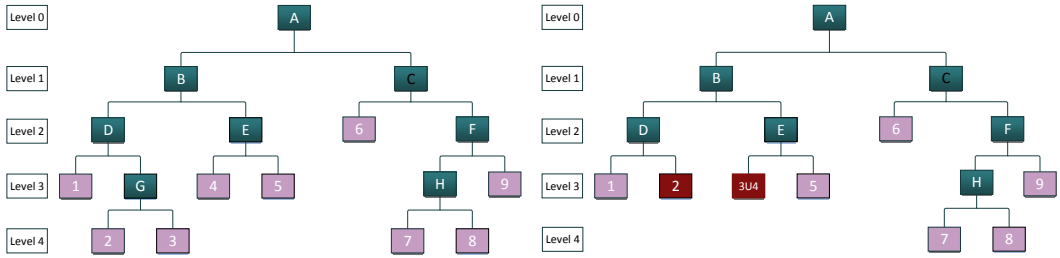 Level 0 A
Level 1 B C
Level 2 D E 6 F
Level 3 1 G 4 5 H 9
Level 4 2 3 7 8
Level 0 A
Level 1 B C
Level 2 D E 6 F
Level 3 1 2 3U4 5 H 9
Level 4 7 8